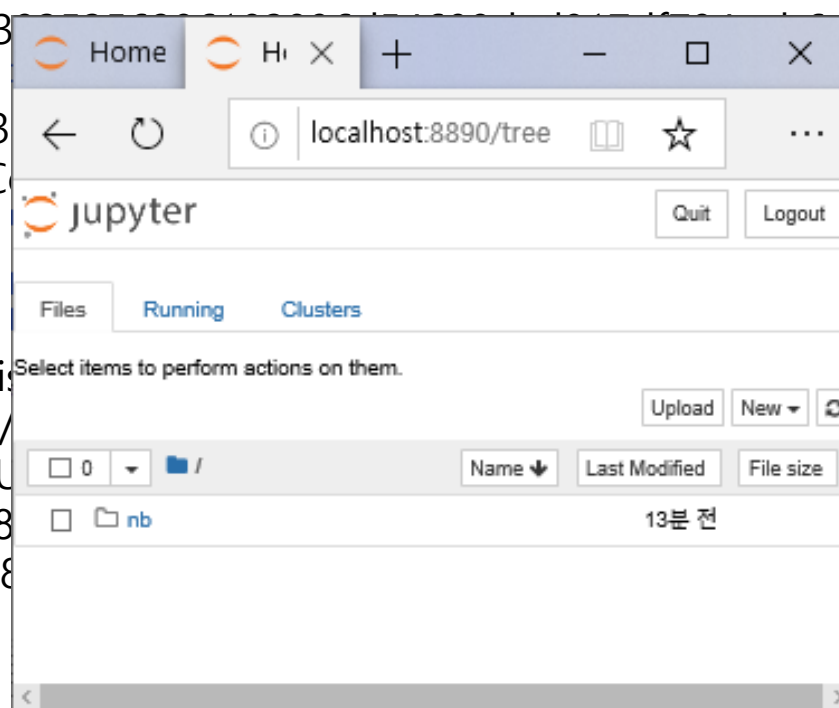 Home
localhost:8890/tree
jupyter
Quit Logout
Files Running Clusters
Select items to perform actions on them.
Upload New
0 / Name Last Modified File size
nb 13분 전